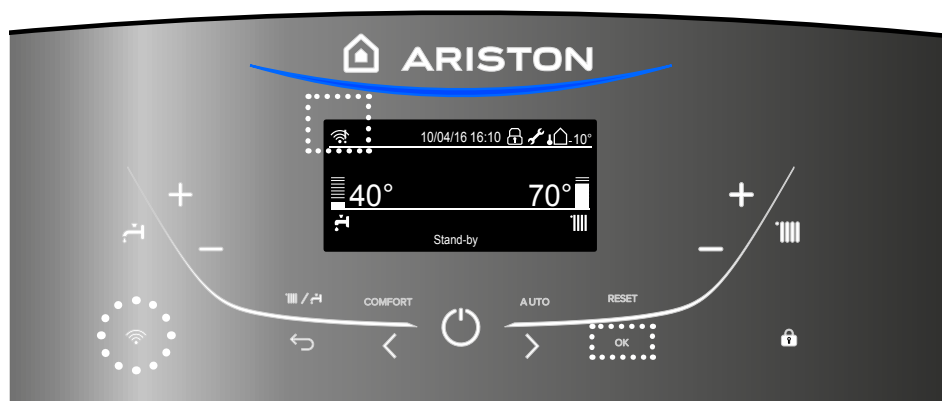 ARISTON
10/04/16 16:10 -10°
40° 70°
Stand-by
COMFORT AUTO RESET
OK